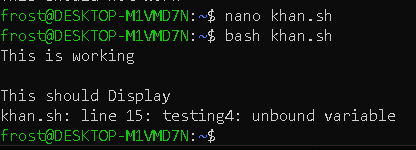 frost@DESKTOP-M1VMD7N:~$ nano khan.sh
frost@DESKTOP-M1VMD7N:~$ bash khan.sh
This is working
This should Display
khan.sh: line 15: testing4: unbound variable
frost@DESKTOP-M1VMD7N:~$